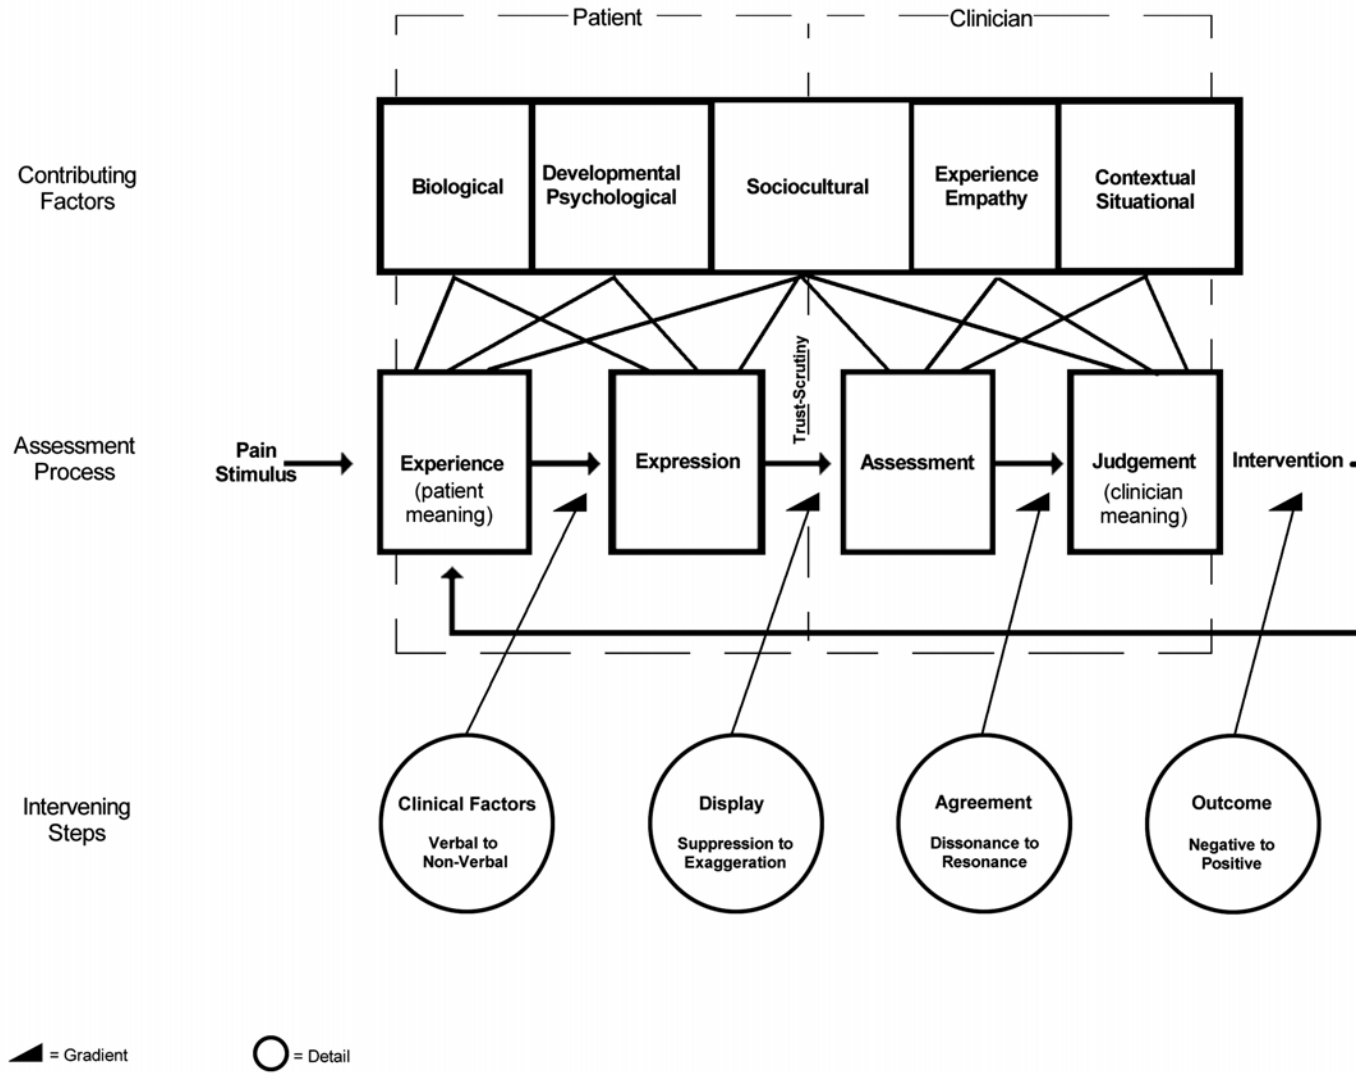 Patient
Clinician
Contributing
Factors
Biological
Developmental
Psychological
Sociocultural
Experience
Empathy
Contextual
Situational
Trust-Scrutiny
Assessment
Process
Pain
Stimulus
Experience
(patient
meaning)
Expression
Assessment
Judgement
(clinician
meaning)
Intervention
Intervening
Steps
Clinical Factors
Verbal to
Non-Verbal
Display
Suppression to
Exaggeration
Agreement
Dissonance to
Resonance
Outcome
Negative to
Positive
= Gradient
= Detail